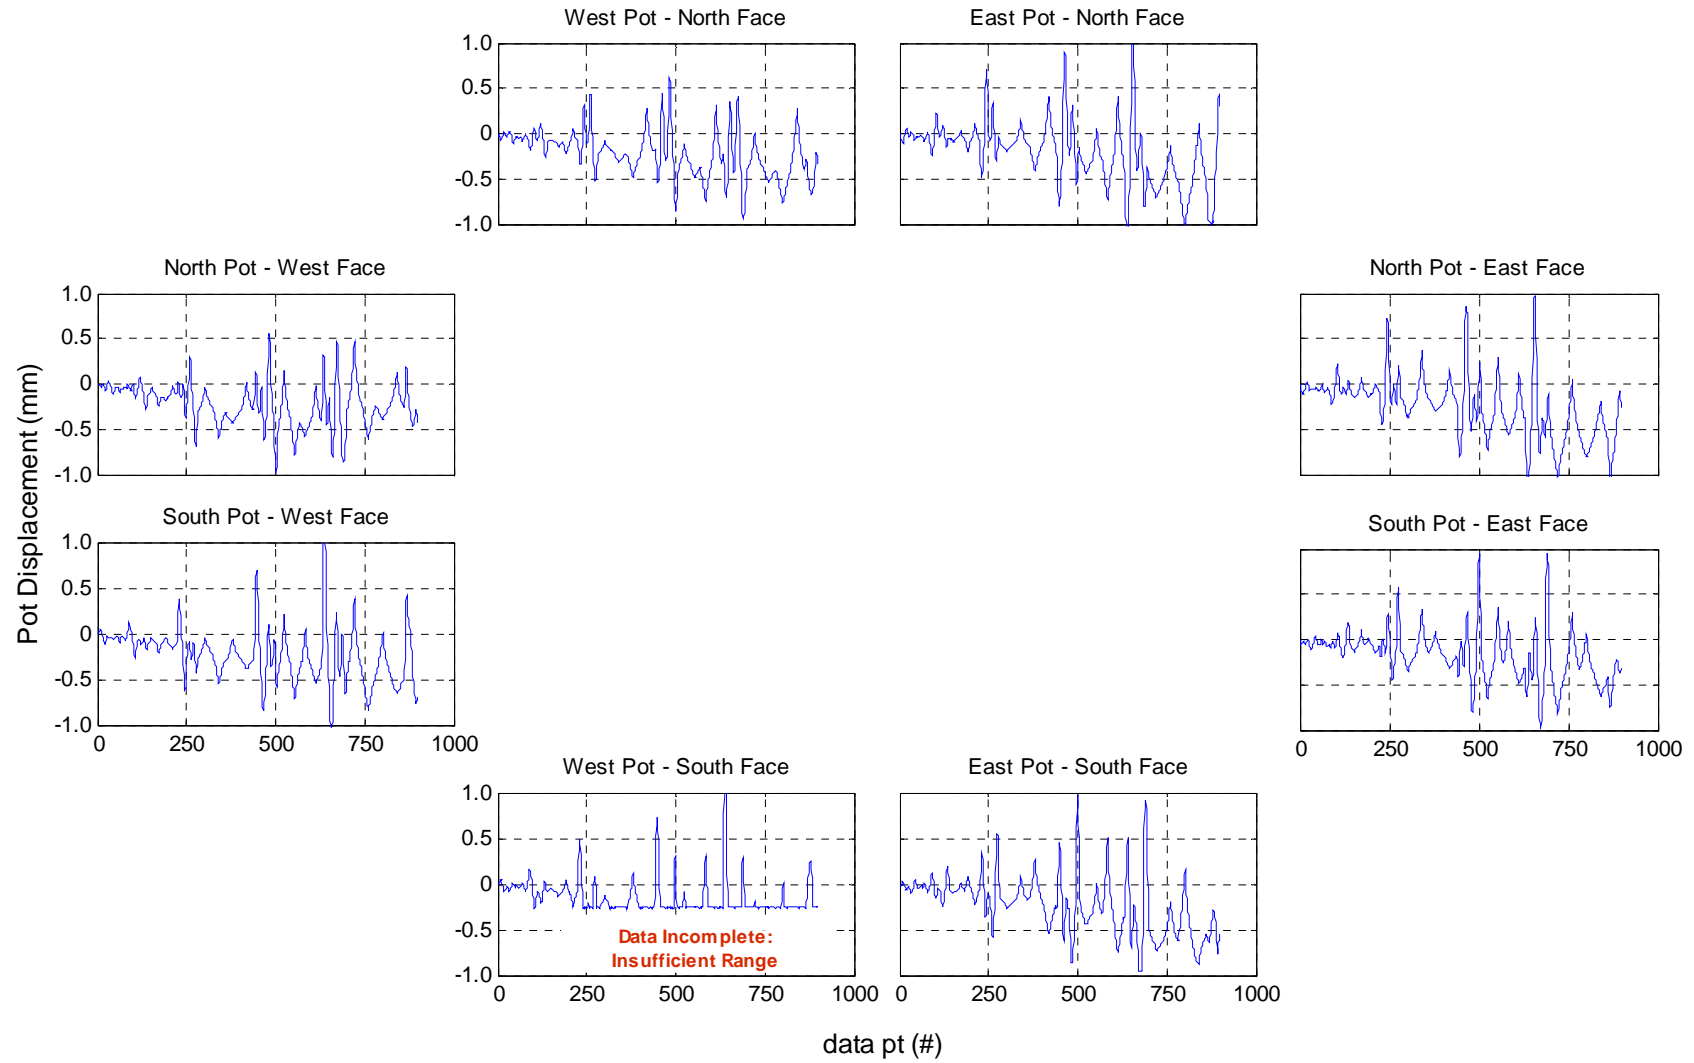 West Pot - North Face
East Pot - North Face
1.0
0.5
0
-0.5
-1.0
North Pot - West Face
North Pot - East Face
1.0
0.5
0
-0.5
-1.0
South Pot - West Face
South Pot - East Face
1.0
0.5
0
-0.5
-1.0
0 250 500 750 1000
0 250 500 750 1000
Pot Displacement (mm)
West Pot - South Face
East Pot - South Face
1.0
0.5
0
-0.5
-1.0
Data Incomplete:
Insufficient Range
0 250 500 750 1000
0 250 500 750 1000
data pt (#)